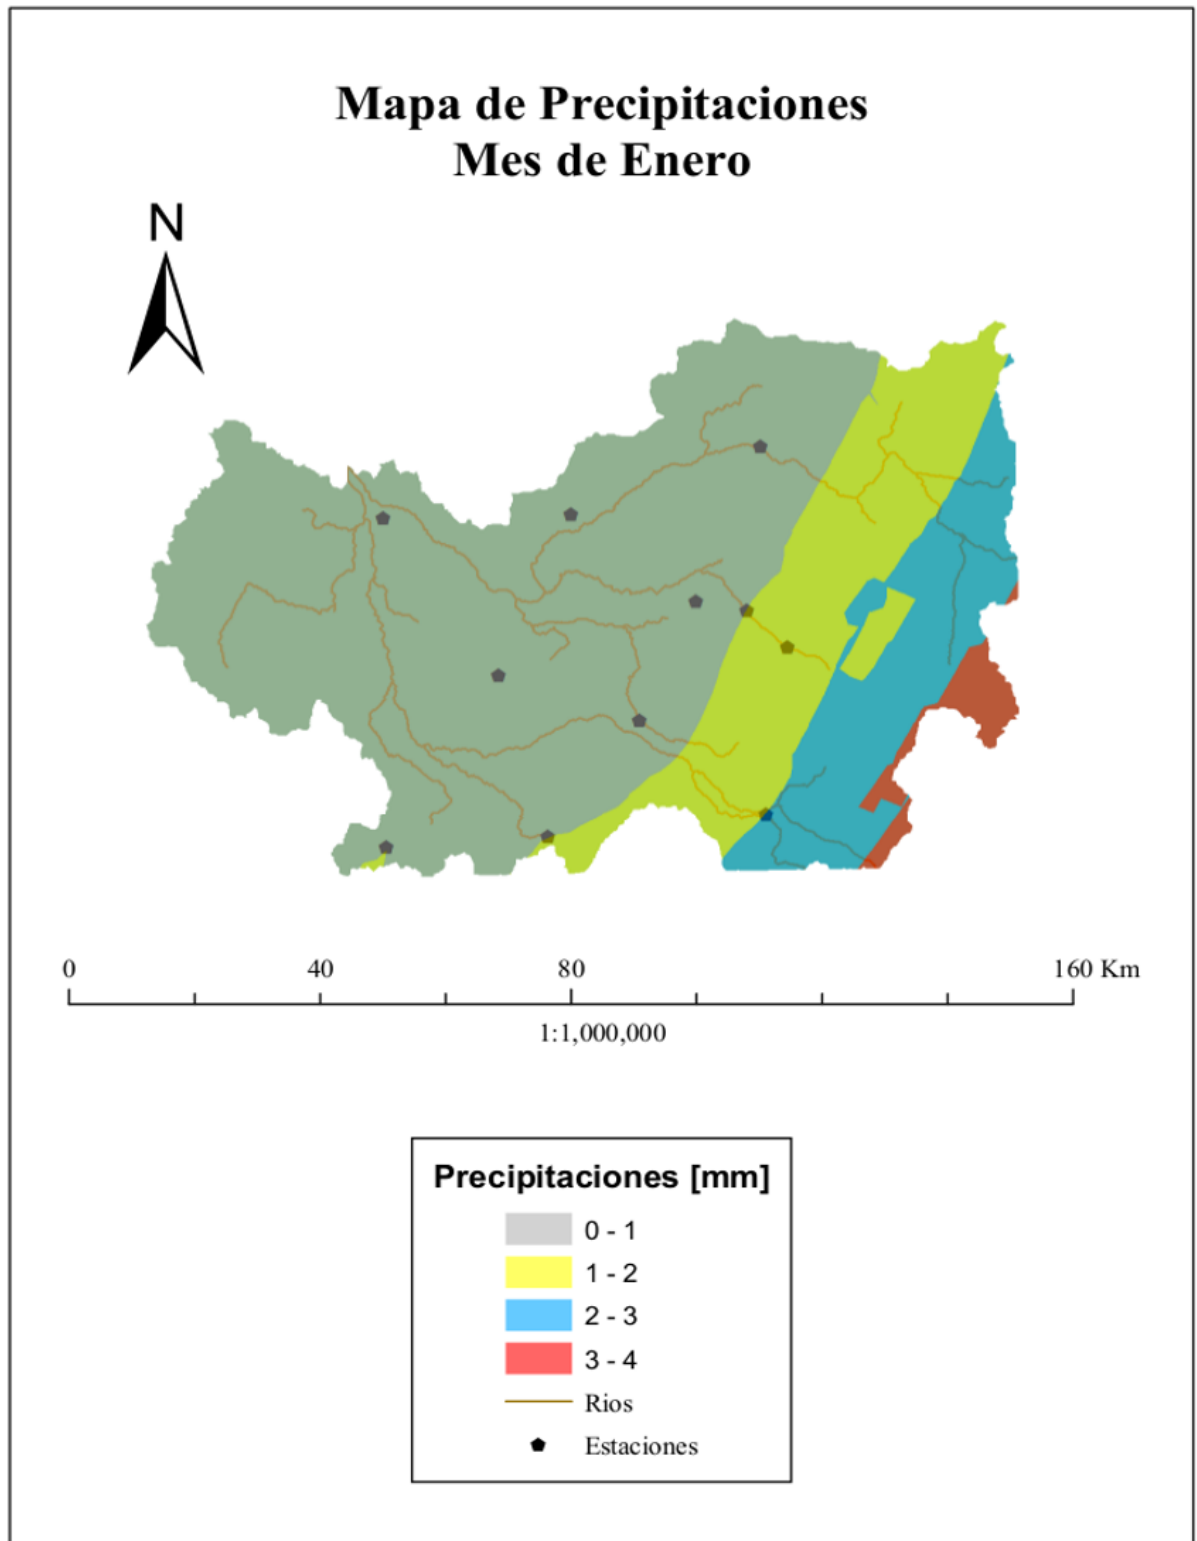 Mapa de Precipitaciones
Mes de Enero
N
0 40 80 160 Km
1:1,000,000
Precipitaciones [mm]
0 - 1
1 - 2
2 - 3
3 - 4
Rios
Estaciones